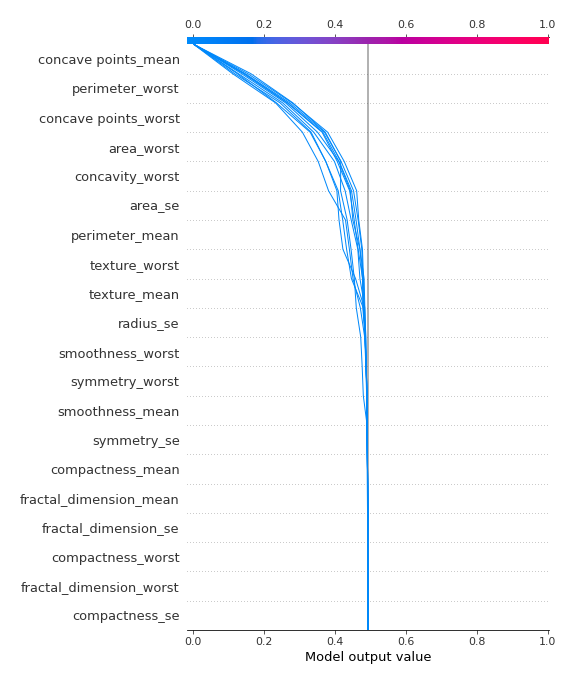 0.0 0.2 0.4 0.6 0.8 1.0
concave points_mean
perimeter_worst
concave points_worst
area_worst
concavity_worst
area_se
perimeter_mean
texture_worst
texture_mean
radius_se
smoothness_worst
symmetry_worst
smoothness_mean
symmetry_se
compactness_mean
fractal_dimension_mean
fractal_dimension_se
compactness_worst
fractal_dimension_worst
compactness_se
0.0 0.2 0.4 0.6 0.8 1.0
Model output value